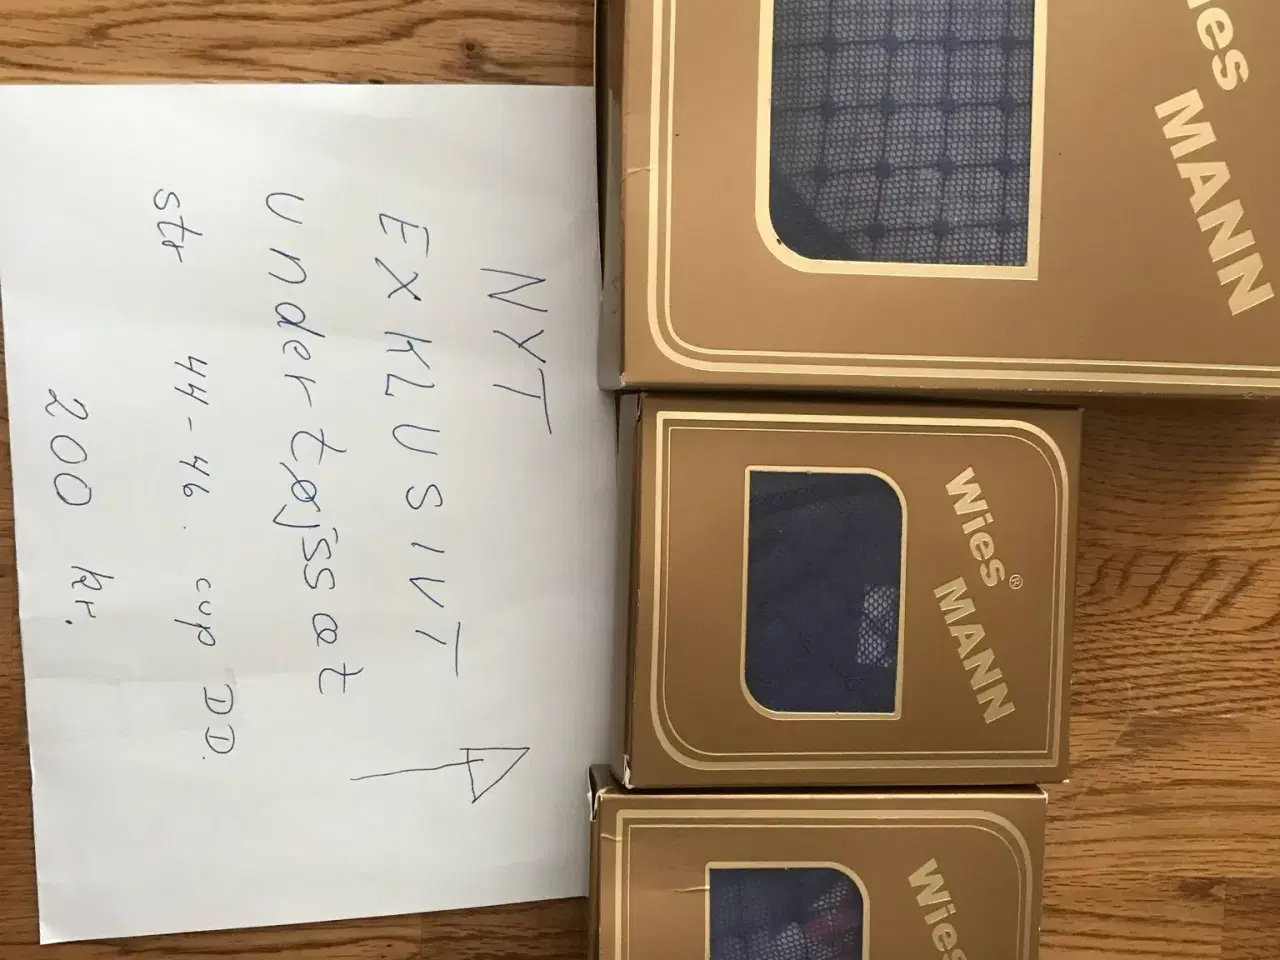 Wies
MANN
Wies®
MANN
Wies
NYT
EXKLUSIVT
undertøjssæt
str 44-46. cup DD.
200 kr.